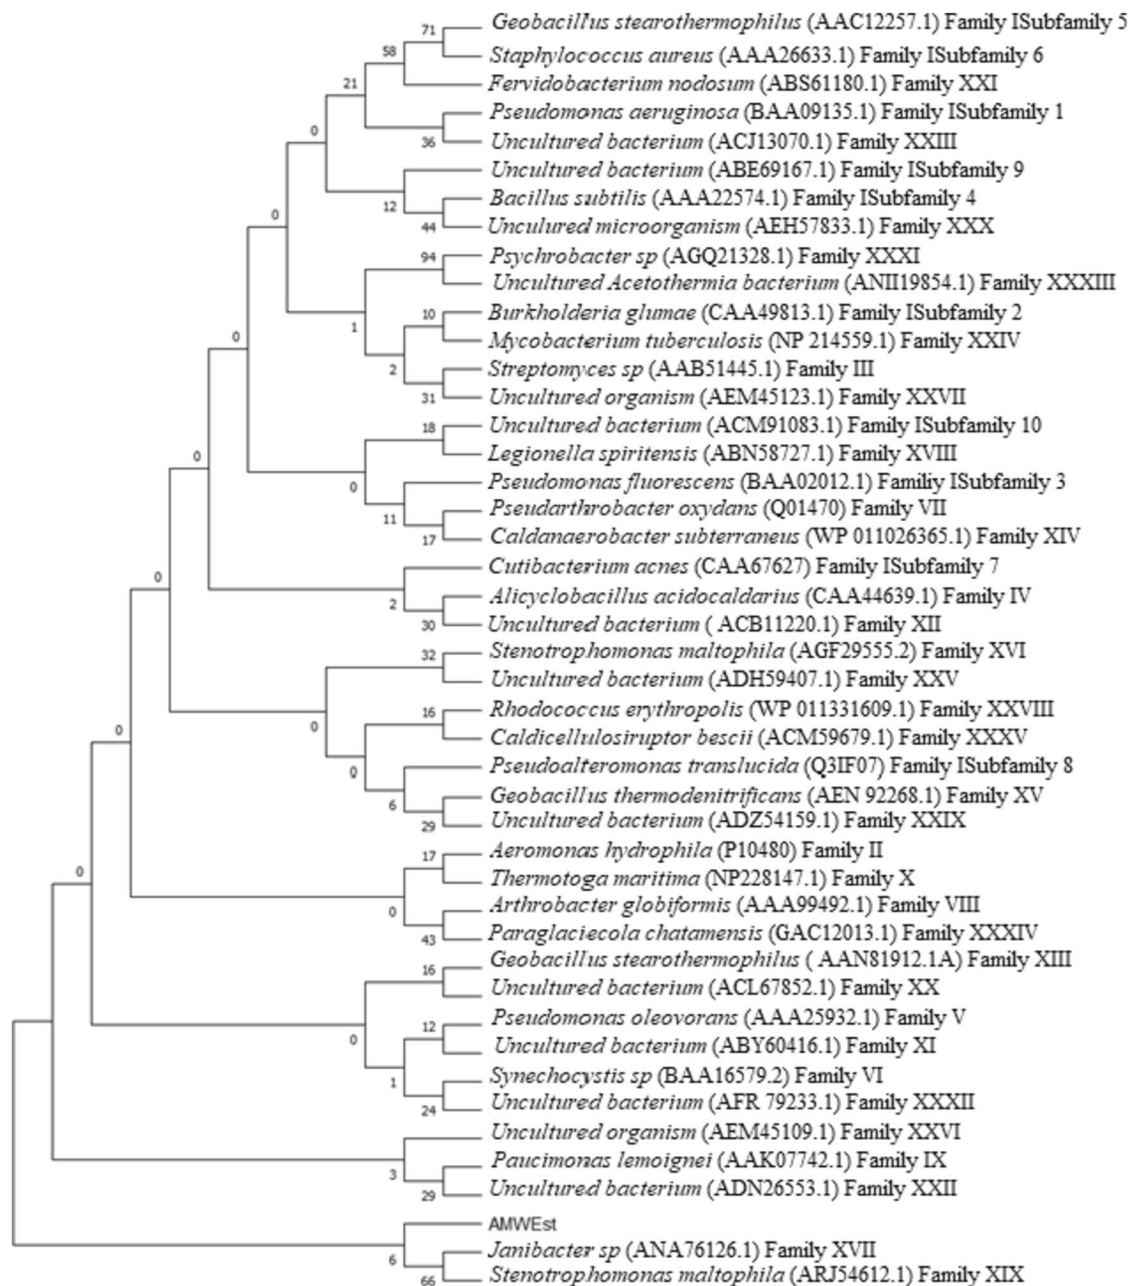 71 Geobacillus stearothermophilus (AAC12257.1) Family ISubfamily 5
58 Staphylococcus aureus (AAA26633.1) Family ISubfamily 6
Fervidobacterium nodosum (ABS61180.1) Family XXI
21
Pseudomonas aeruginosa (BAA09135.1) Family ISubfamily 1
0
36 Uncultured bacterium (ACJ13070.1) Family XXIII
Uncultured bacterium (ABE69167.1) Family ISubfamily 9
12 Bacillus subtilis (AAA22574.1) Family ISubfamily 4
0
44 Unculured microorganism (AEH57833.1) Family XXX
94 Psychrobacter sp (AGQ21328.1) Family XXXI
Uncultured Acetothermia bacterium (ANII19854.1) Family XXXIII
10 Burkholderia glumae (CAA49813.1) Family ISubfamily 2
1
0
Mycobacterium tuberculosis (NP 214559.1) Family XXIV
2 Streptomyces sp (AAB51445.1) Family III
31 Uncultured organism (AEM45123.1) Family XXVII
18 Uncultured bacterium (ACM91083.1) Family ISubfamily 10
0
Legionella spiritensis (ABN58727.1) Family XVIII
0
Pseudomonas fluorescens (BAA02012.1) Familiy ISubfamily 3
11 Pseudarthrobacter oxydans (Q01470) Family VII
17 Caldanaerobacter subterraneus (WP 011026365.1) Family XIV
Cutibacterium acnes (CAA67627) Family ISubfamily 7
0
2 Alicyclobacillus acidocaldarius (CAA44639.1) Family IV
30 Uncultured bacterium ( ACB11220.1) Family XII
32 Stenotrophomonas maltophila (AGF29555.2) Family XVI
Uncultured bacterium (ADH59407.1) Family XXV
16 Rhodococcus erythropolis (WP 011331609.1) Family XXVIII
0
0
Caldicellulosiruptor bescii (ACM59679.1) Family XXXV
0
Pseudoalteromonas translucida (Q3IF07) Family ISubfamily 8
6 Geobacillus thermodenitrificans (AEN 92268.1) Family XV
29 Uncultured bacterium (ADZ54159.1) Family XXIX
17 Aeromonas hydrophila (P10480) Family II
0
Thermotoga maritima (NP228147.1) Family X
0
Arthrobacter globiformis (AAA99492.1) Family VIII
43 Paraglaciecola chatamensis (GAC12013.1) Family XXXIV
16 Geobacillus stearothermophilus ( AAN81912.1A) Family XIII
Uncultured bacterium (ACL67852.1) Family XX
12 Pseudomonas oleovorans (AAA25932.1) Family V
0
Uncultured bacterium (ABY60416.1) Family XI
1 Synechocystis sp (BAA16579.2) Family VI
24 Uncultured bacterium (AFR 79233.1) Family XXXII
Uncultured organism (AEM45109.1) Family XXVI
3 Paucimonas lemoignei (AAK07742.1) Family IX
29 Uncultured bacterium (ADN26553.1) Family XXII
AMWEst
6 Janibacter sp (ANA76126.1) Family XVII
66 Stenotrophomonas maltophila (ARJ54612.1) Family XIX